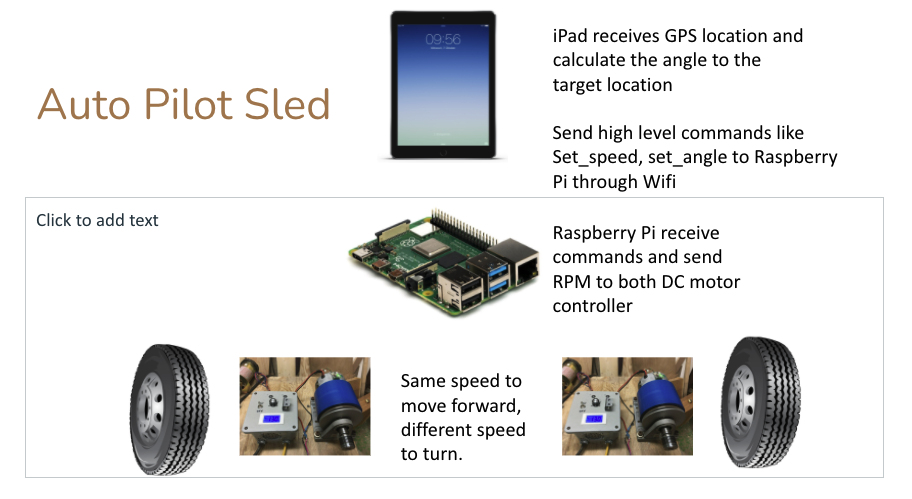 09:56
iPad receives GPS location and
calculate the angle to the
target location
Auto Pilot Sled
Send high level commands like
Set_speed, set_angle to Raspberry
Pi through Wifi
Click to add text
Raspberry Pi receive
commands and send
RPM to both DC motor
controller
Same speed to
move forward,
different speed
to turn.